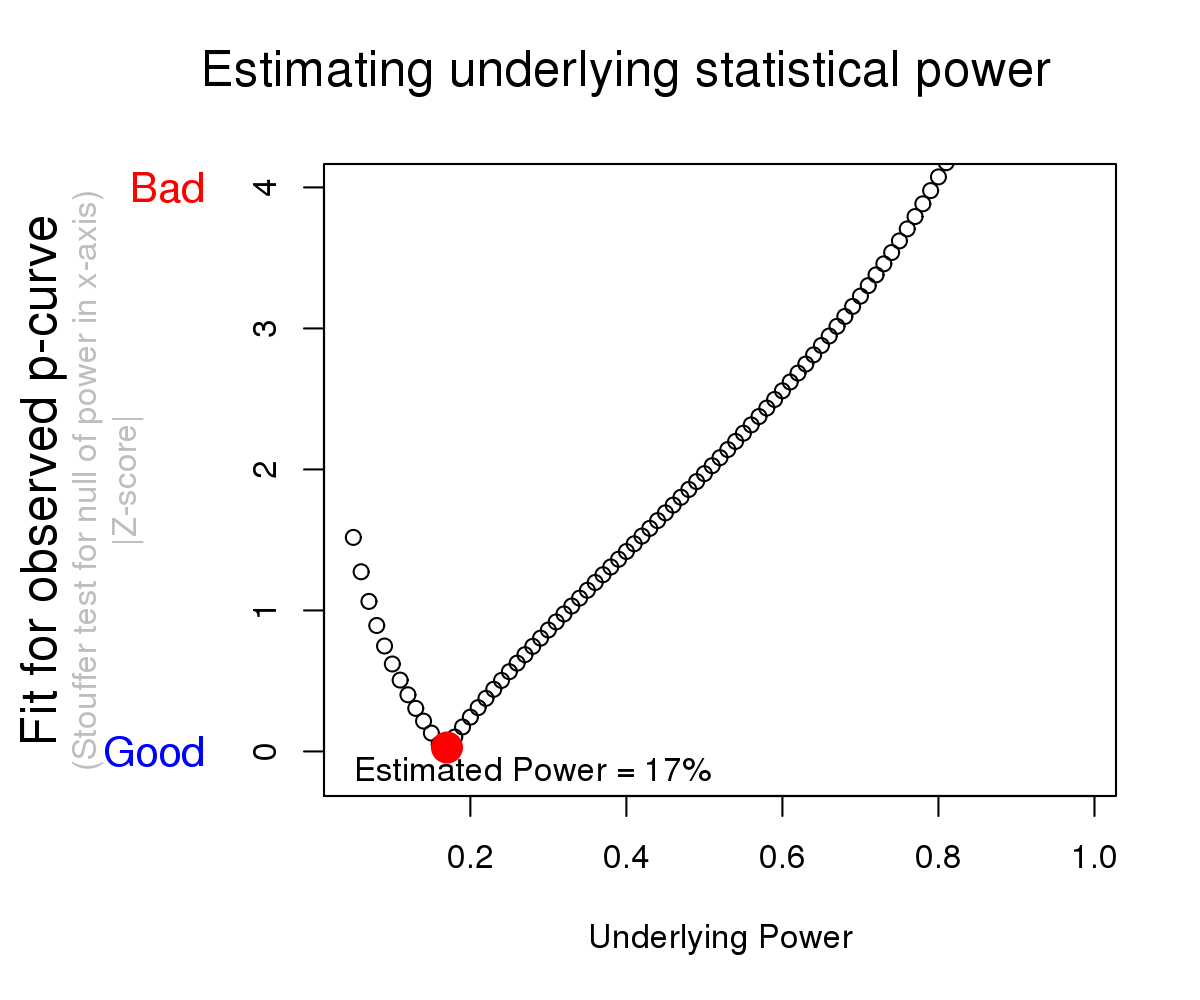 Estimating underlying statistical power
Fit for observed p-curve
(Stouffer test for null of power in x-axis)
|Z-score|
Bad
Good
4
3
2
1
0
Estimated Power = 17%
0.2 0.4 0.6 0.8 1.0
Underlying Power